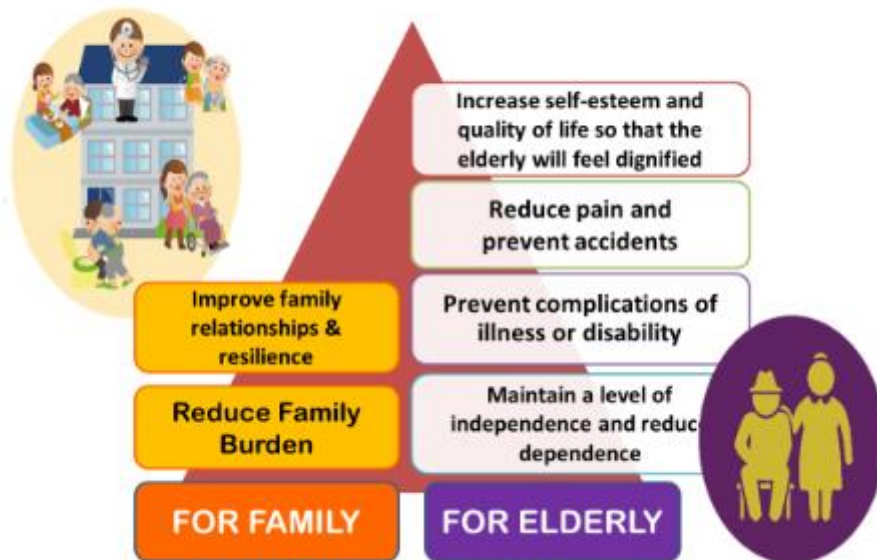 Increase self-esteem and
quality of life so that the
elderly will feel dignified
Reduce pain and
prevent accidents
Improve family
relationships &
resilience
Prevent complications of
illness or disability
Reduce Family
Burden
Maintain a level of
independence and reduce
dependence
FOR FAMILY
FOR ELDERLY